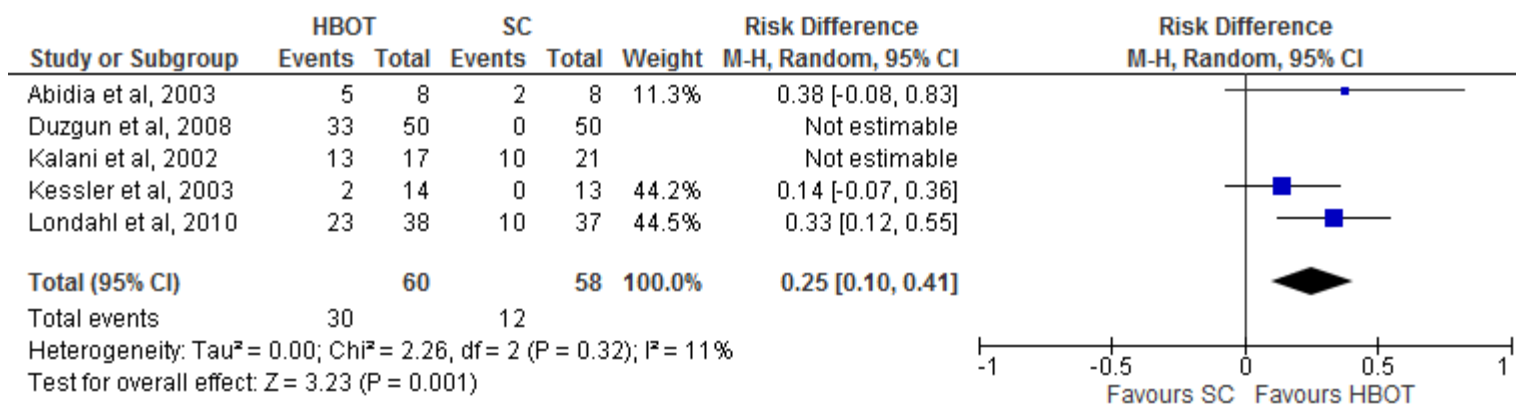 HBOT SC Risk Difference Risk Difference
Study or Subgroup Events Total Events Total Weight M-H, Random, 95% CI M-H, Random, 95% CI
Abidia et al, 2003 5 8 2 8 11.3% 0.38 [-0.08, 0.83]
Duzgun et al, 2008 33 50 0 50 Not estimable
Kalani et al, 2002 13 17 10 21 Not estimable
Kessler et al, 2003 2 14 0 13 44.2% 0.14 [-0.07, 0.36]
Londahl et al, 2010 23 38 10 37 44.5% 0.33 [0.12, 0.55]
Total (95% CI) 60 58 100.0% 0.25 [0.10, 0.41]
Total events 30 12
Heterogeneity: Tau² = 0.00; Chi² = 2.26, df = 2 (P = 0.32); I² = 11%
Test for overall effect: Z = 3.23 (P = 0.001)
-1 -0.5 0 0.5 1
Favours SC Favours HBOT